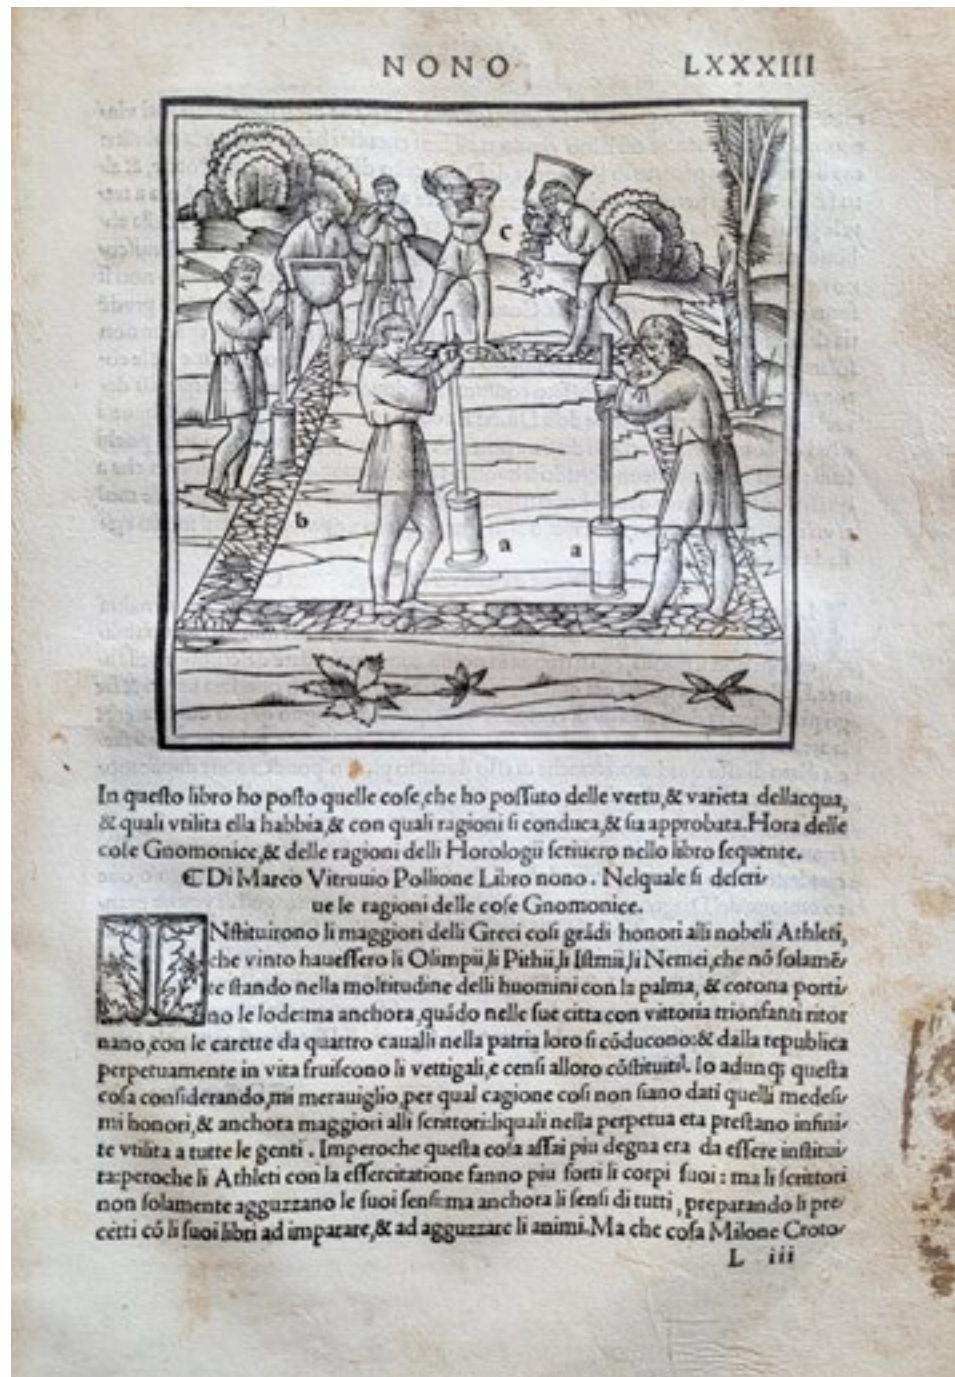 NONO LXXXIII
c
b
a a
In queſto libro ho poſto quelle coſe,che ho poſſuto delle vertu,& varieta dellacqua,
& quali vtilita ella habbia,& con quali ragioni ſi conduca,& ſia approbata.Hora delle
coſe Gnomonice,& delle ragioni delli Horologii ſcriuero nello libro ſequente.
☾Di Marco Vitruuio Pollione Libro nono. Nelquale ſi deſcri-
ue le ragioni delle coſe Gnomonice.
INſtituirono li maggiori delli Greci coſi grãdi honori alli nobeli Athleti,
che vinto haueſſero li Olimpii,li Pithii,li Iſtmii,li Nemei,che nõ ſolamẽ-
te ſtando nella moltitudine delli huomini con la palma, & corona porti-
no le lode:ma anchora,quãdo nelle ſue citta con vittoria trionfanti ritor
nano,con le carette da quattro caualli nella patria loro ſi cõducono:& dalla republica
perpetuamente in vita fruiſcono li vettigali,e cenſi alloro cõſtituiti. Io adunqꝫ queſta
coſa conſiderando,mi merauiglio,per qual cagione coſi non ſiano dati quelli medeſi-
mi honori,& anchora maggiori alli ſcrittori:liquali nella perpetua eta preſtano infini-
te vtilita a tutte le genti. Imperoche queſta coſa aſſai piu degna era da eſſere inſtitui-
ta:peroche li Athleti con la eſſercitatione fanno piu forti li corpi ſuoi: ma li ſcrittori
non ſolamente agguzzano le ſuoi ſenſi:ma anchora li ſenſi di tutti, preparando li pre-
cetti cõ li ſuoi libri ad imparare,& ad agguzzare li animi.Ma che coſa Milone Croto-
L iii